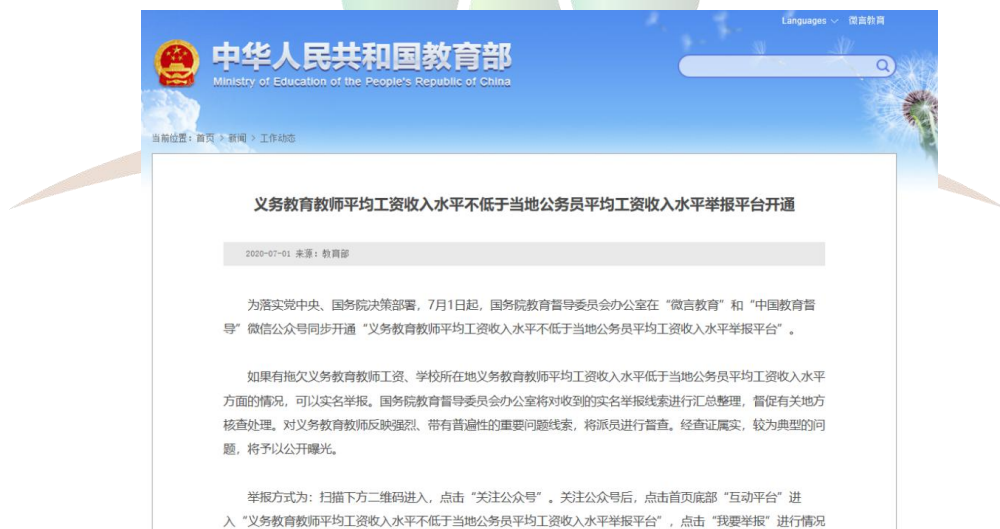 Languages 微言教育
中华人民共和国教育部
Ministry of Education of the People's Republic of China
当前位置：首页 > 新闻 > 工作动态
义务教育教师平均工资收入水平不低于当地公务员平均工资收入水平举报平台开通
2020-07-01 来源：教育部
为落实党中央、国务院决策部署，7月1日起，国务院教育督导委员会办公室在“微言教育”和“中国教育督
导”微信公众号同步开通“义务教育教师平均工资收入水平不低于当地公务员平均工资收入水平举报平台”。
如果有拖欠义务教育教师工资、学校所在地义务教育教师平均工资收入水平低于当地公务员平均工资收入水平
方面的情况，可以实名举报。国务院教育督导委员会办公室将对收到的实名举报线索进行汇总整理，督促有关地方
核查处理。对义务教育教师反映强烈、带有普遍性的重要问题线索，将派员进行督查。经查证属实，较为典型的问
题，将予以公开曝光。
举报方式为：扫描下方二维码进入，点击“关注公众号”。关注公众号后，点击首页底部“互动平台”进
入“义务教育教师平均工资收入水平不低于当地公务员平均工资收入水平举报平台”，点击“我要举报”进行情况